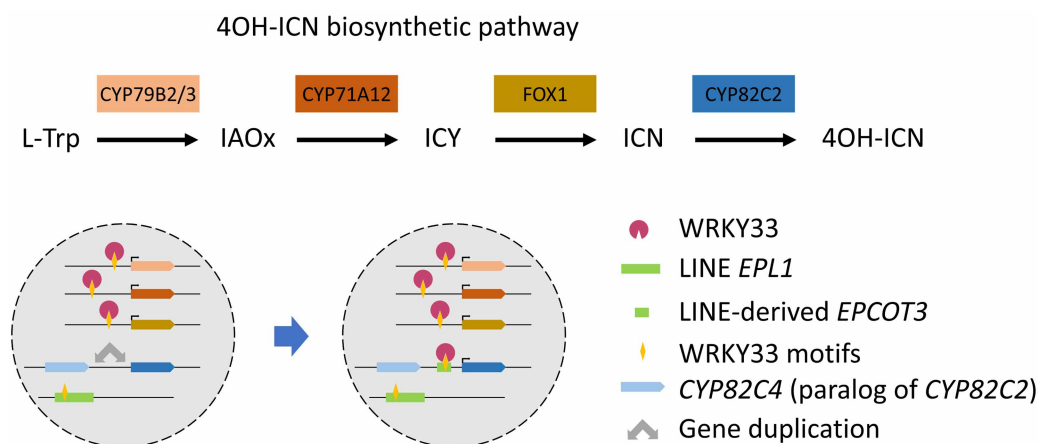 4OH-ICN biosynthetic pathway
CYP79B2/3 CYP71A12 FOX1 CYP82C2
L-Trp IAOx ICY ICN 4OH-ICN
WRKY33
LINE EPL1
LINE-derived EPCOT3
WRKY33 motifs
CYP82C4 (paralog of CYP82C2)
Gene duplication